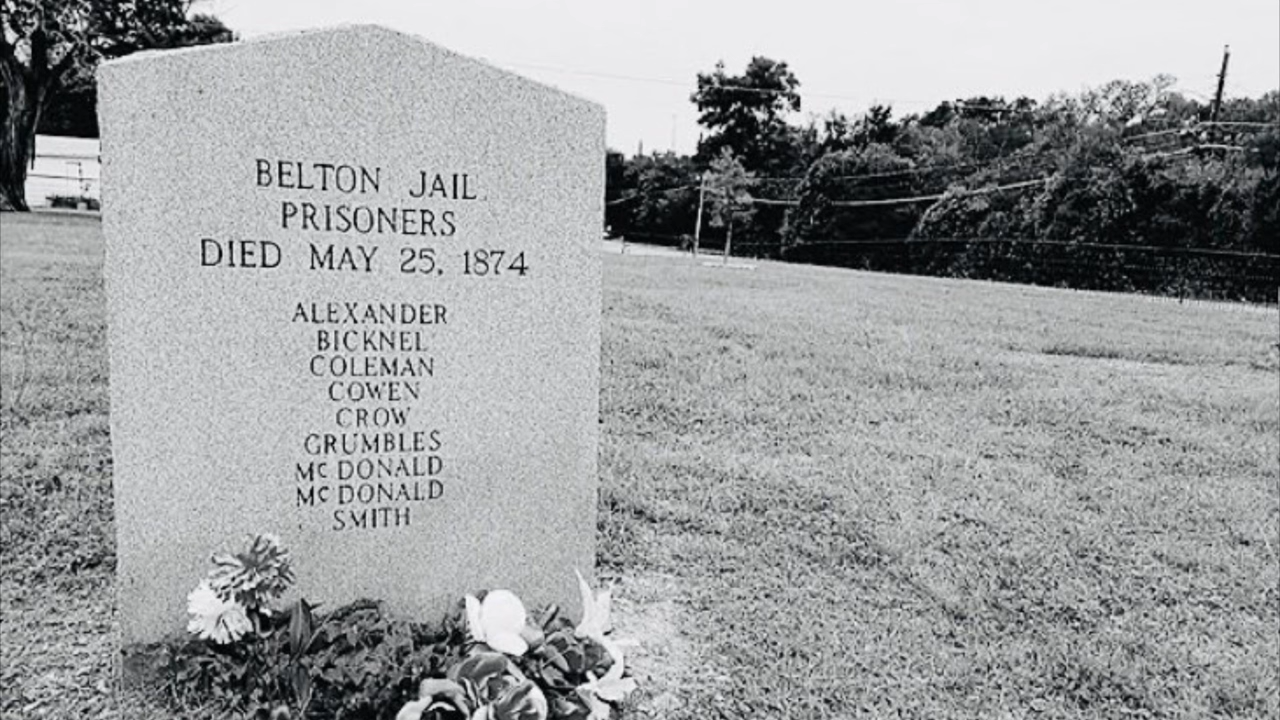 BELTON JAIL
PRISONERS
DIED MAY 25, 1874
ALEXANDER
BICKNEL
COLEMAN
COWEN
CROW
GRUMBLES
McDONALD
McDONALD
SMITH